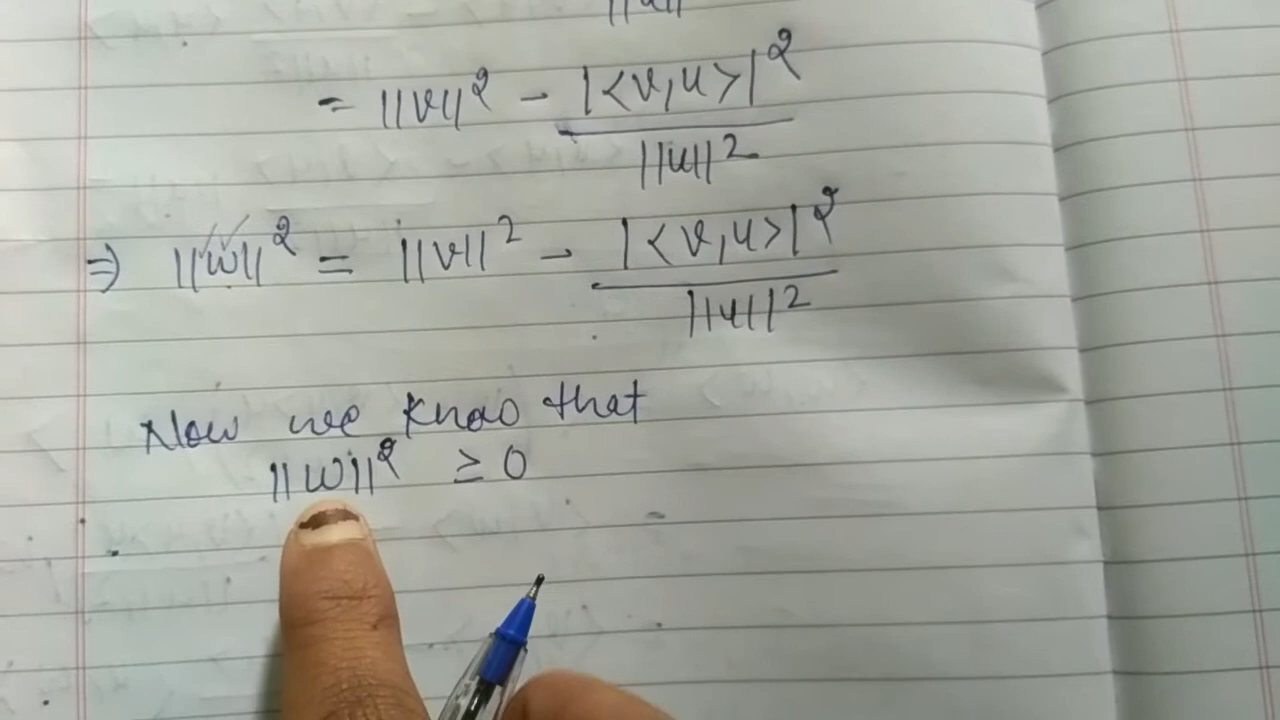 ||u||
= ||v||² - |<v,u>|² / ||u||²
⇒ ||w||² = ||v||² - |<v,u>|² / ||u||²
Now we know that
||w||² ≥ 0